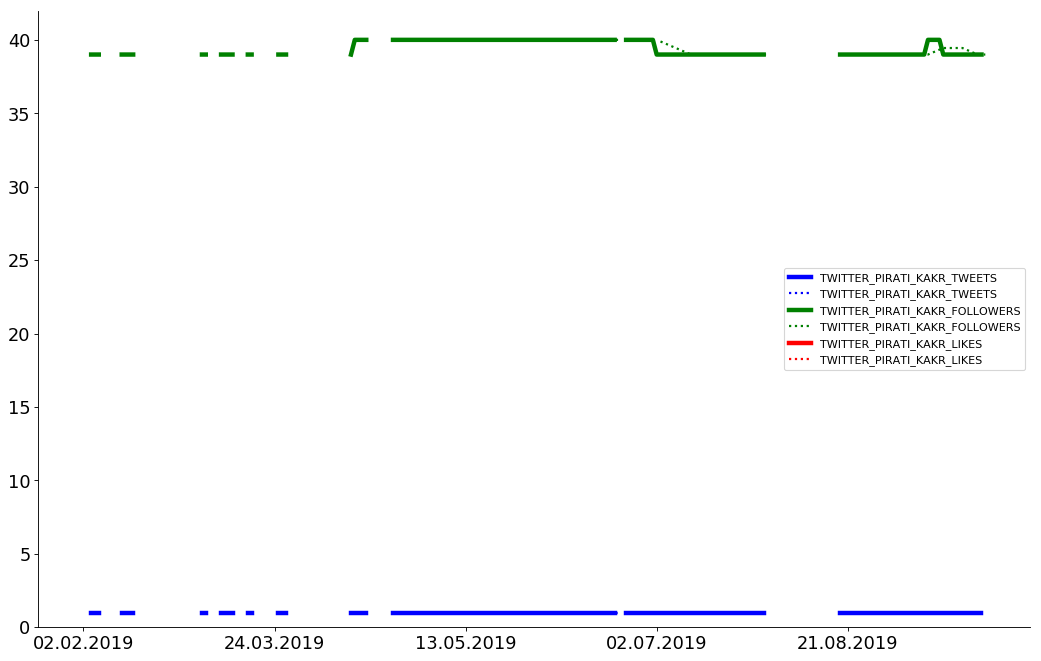 40
35
30
25
20
15
10
5
0
02.02.2019 24.03.2019 13.05.2019 02.07.2019 21.08.2019
TWITTER_PIRATI_KAKR_TWEETS
TWITTER_PIRATI_KAKR_TWEETS
TWITTER_PIRATI_KAKR_FOLLOWERS
TWITTER_PIRATI_KAKR_FOLLOWERS
TWITTER_PIRATI_KAKR_LIKES
TWITTER_PIRATI_KAKR_LIKES